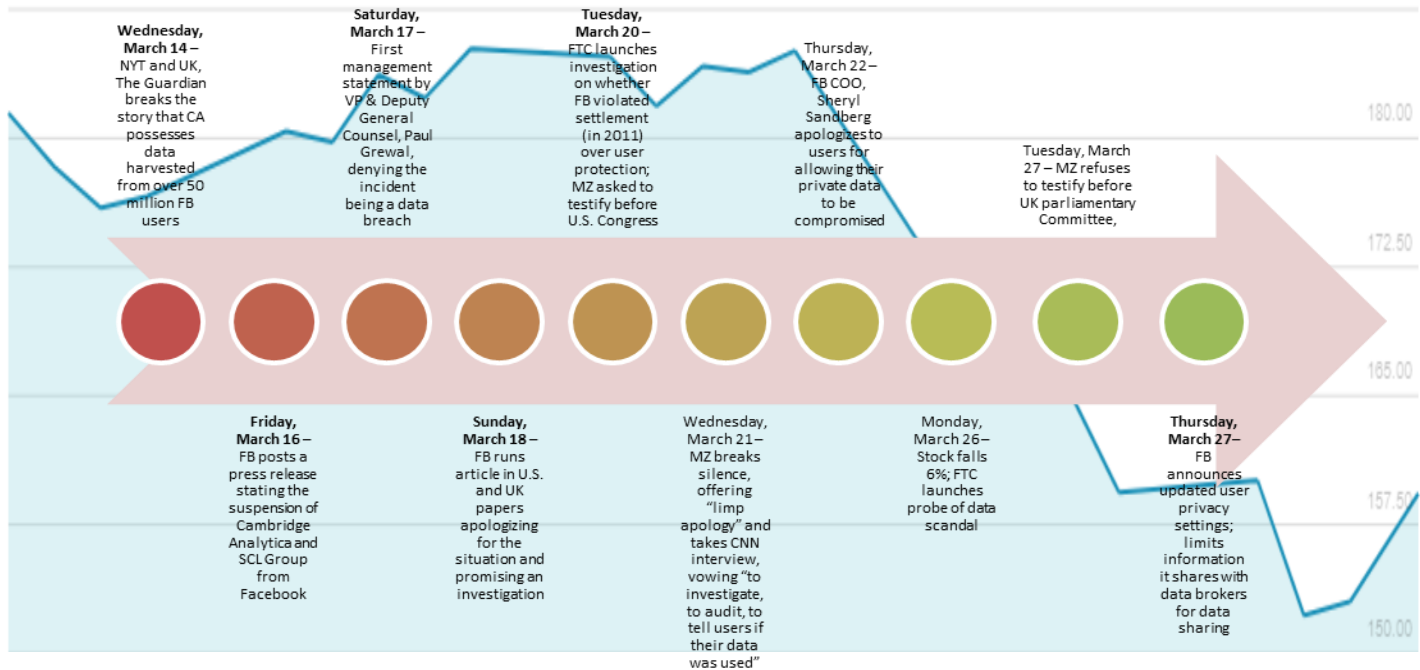 Wednesday,
March 14 –
NYT and UK,
The Guardian
breaks the
story that CA
possesses
data
harvested
from over 50
million FB
users
Saturday,
March 17 –
First
management
statement by
VP & Deputy
General
Counsel, Paul
Grewal,
denying the
incident
being a data
breach
Tuesday,
March 20 –
FTC launches
investigation
on whether
FB violated
settlement
(in 2011)
over user
protection;
MZ asked to
testify before
U.S. Congress
Thursday,
March 22 –
FB COO,
Sheryl
Sandberg
apologizes to
users for
allowing their
private data
to be
compromised
Tuesday, March
27 – MZ refuses
to testify before
UK parliamentary
Committee,
180.00
172.50
165.00
157.50
150.00
Friday,
March 16 –
FB posts a
press release
stating the
suspension of
Cambridge
Analytica and
SCL Group
from
Facebook
Sunday,
March 18 –
FB runs
article in U.S.
and UK
papers
apologizing
for the
situation and
promising an
investigation
Wednesday,
March 21 –
MZ breaks
silence,
offering
“limp
apology” and
takes CNN
interview,
vowing “to
investigate,
to audit, to
tell users if
their data
was used”
Monday,
March 26 –
Stock falls
6%; FTC
launches
probe of data
scandal
Thursday,
March 27–
FB
announces
updated user
privacy
settings;
limits
information
it shares with
data brokers
for data
sharing